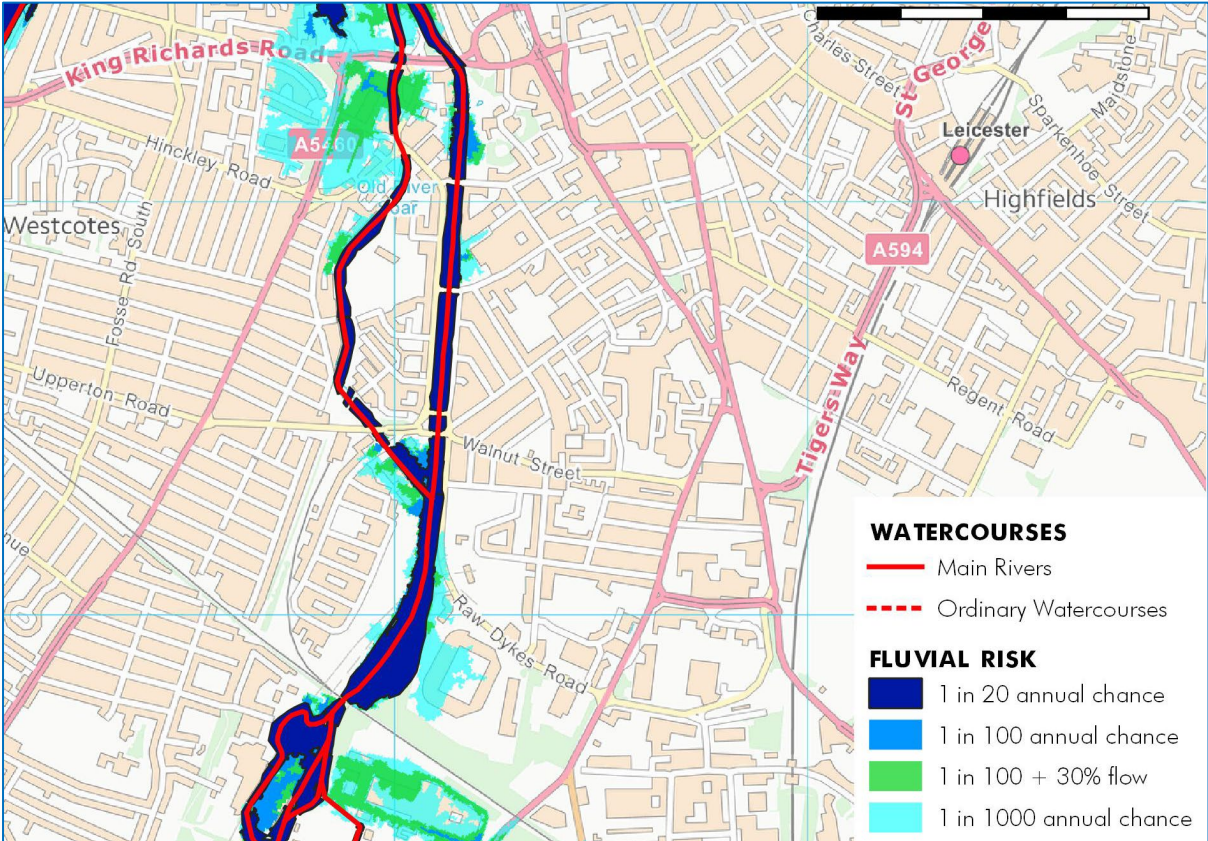 King Richards Road
Charles Street
St George
Maidstone
Sparkenhoe Street
Leicester
Hinckley Road
A5460
Old River
Soar
Highfields
Westcotes
Fosse Rd South
A594
Upperton Road
Tigers Way
Regent Road
Walnut Street
nue
Raw Dykes Road
WATERCOURSES
Main Rivers
Ordinary Watercourses
FLUVIAL RISK
1 in 20 annual chance
1 in 100 annual chance
1 in 100 + 30% flow
1 in 1000 annual chance